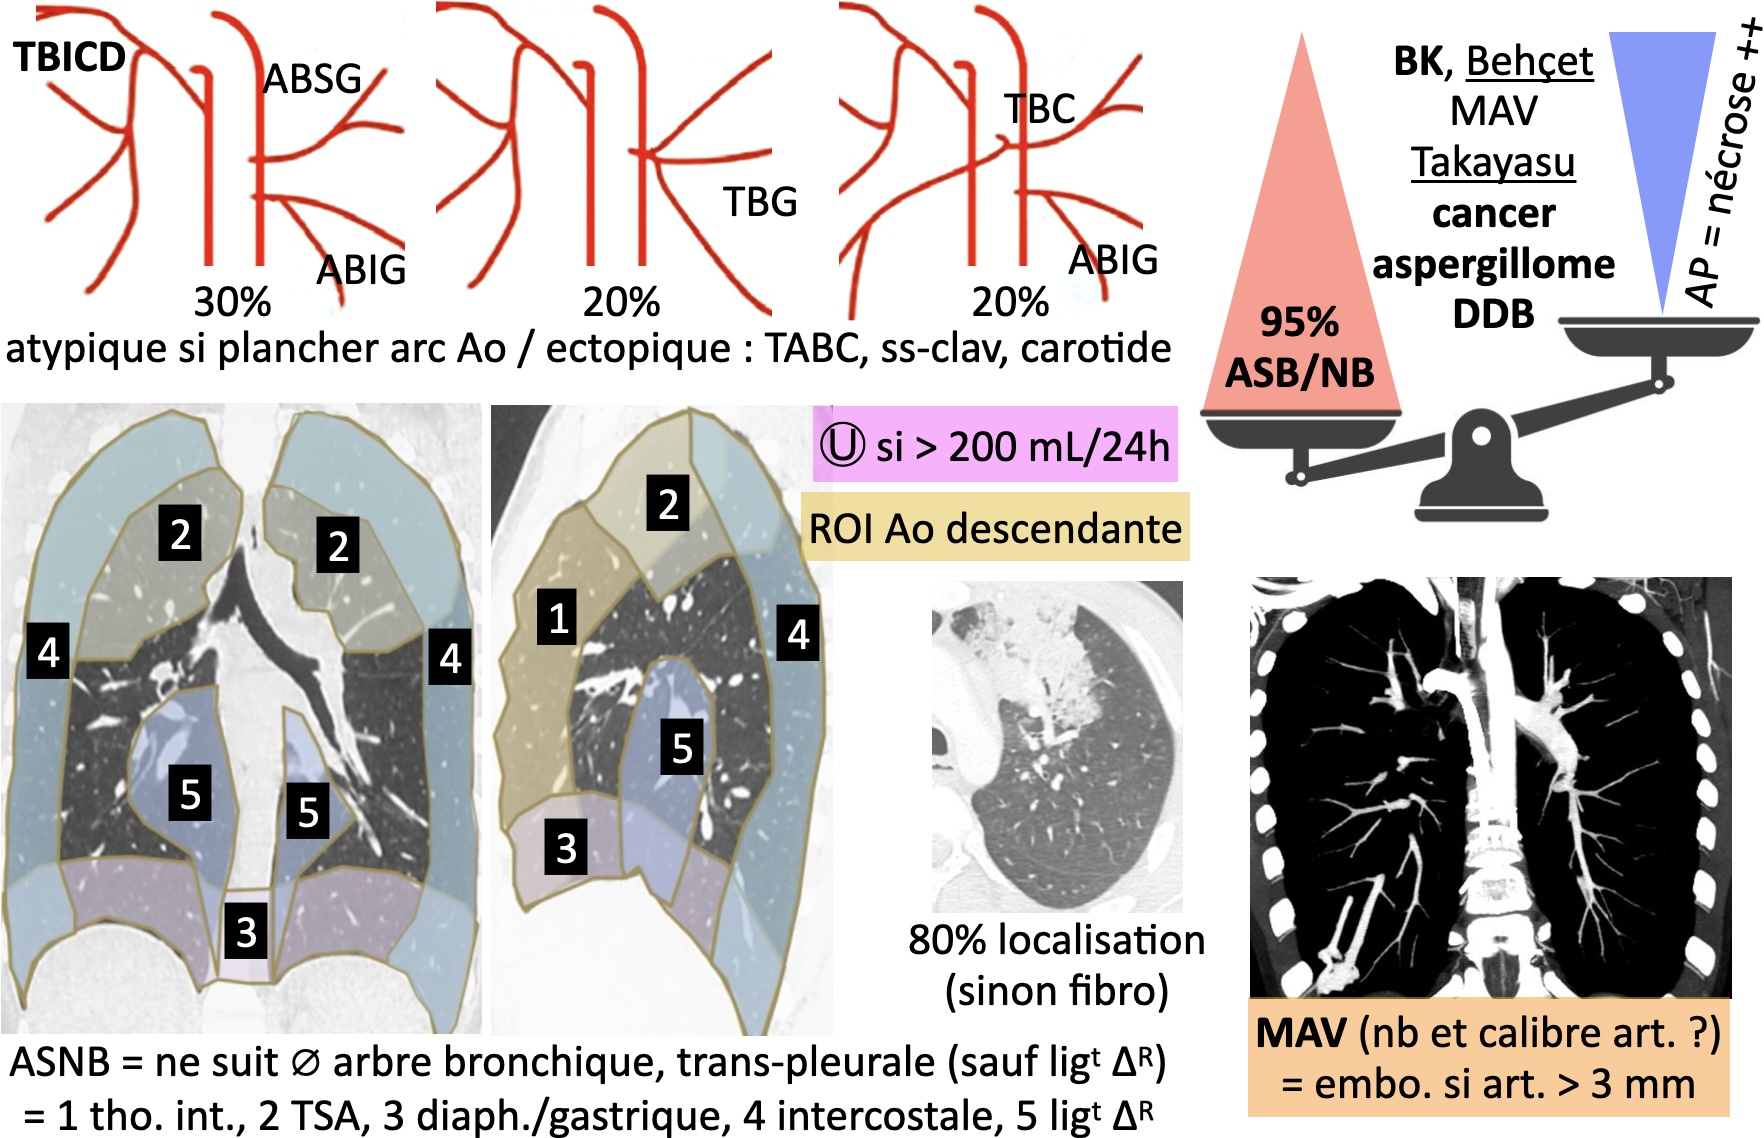 TBICD
ABSG
ABIG
30%
TBG
20%
TBC
ABIG
20%
atypique si plancher arc Ao / ectopique : TABC, ss-clav, carotide
95%
ASB/NB
BK, Behçet
MAV
Takayasu
cancer
aspergillome
DDB
AP = nécrose ++
2
2
4
4
5
5
3
2
1
4
5
3
Ⓤ si > 200 mL/24h
ROI Ao descendante
80% localisation
(sinon fibro)
MAV (nb et calibre art. ?)
= embo. si art. > 3 mm
ASNB = ne suit ∅ arbre bronchique, trans-pleurale (sauf ligᵗ Δᴿ)
= 1 tho. int., 2 TSA, 3 diaph./gastrique, 4 intercostale, 5 ligᵗ Δᴿ